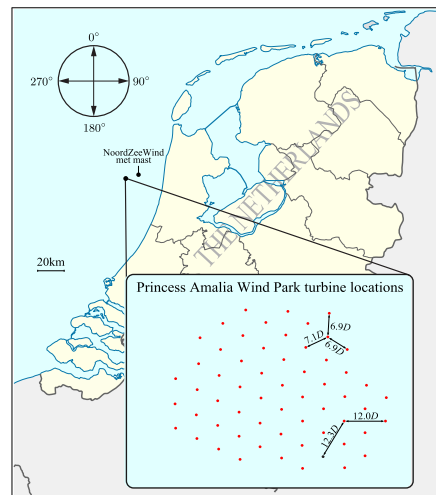 0°
270°
90°
180°
NoordZeeWind
met mast
THE NETHERLANDS
20km
Princess Amalia Wind Park turbine locations
6.9D
7.1D
6.9D
12.0D
12.3D